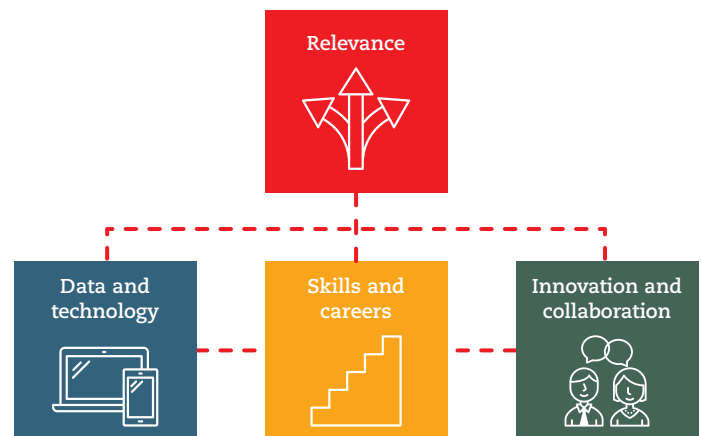 Relevance
Data and
technology
Skills and
careers
Innovation and
collaboration